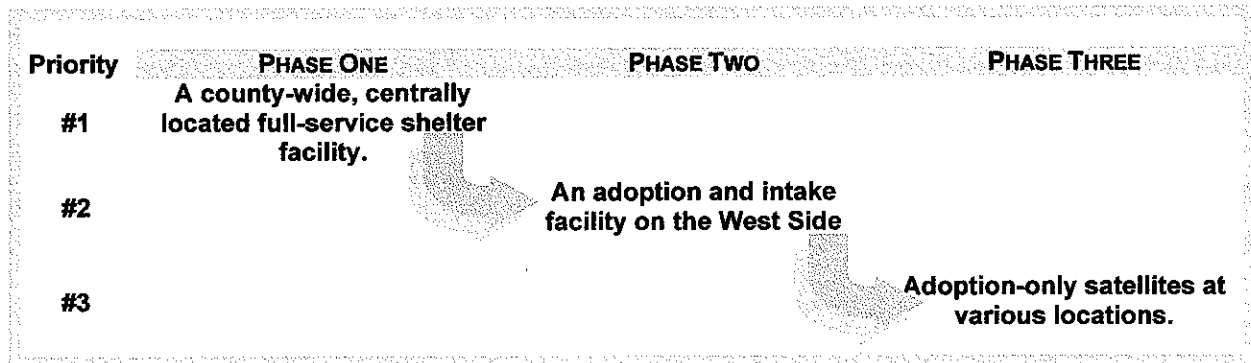 Priority PHASE ONE PHASE TWO PHASE THREE
#1 A county-wide, centrally
located full-service shelter
facility.
#2 An adoption and intake
facility on the West Side
#3 Adoption-only satellites at
various locations.